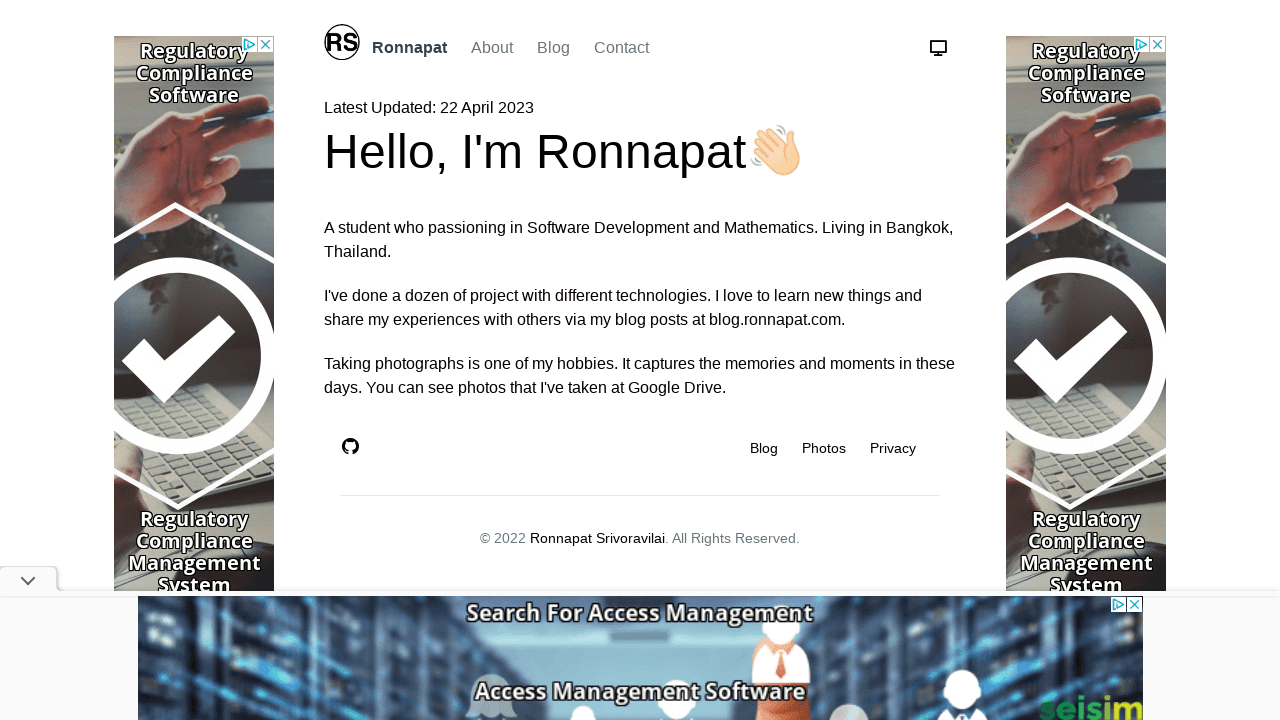 RS
Ronnapat About Blog Contact
Latest Updated: 22 April 2023
Hello, I'm Ronnapat
A student who passioning in Software Development and Mathematics. Living in Bangkok,
Thailand.
I've done a dozen of project with different technologies. I love to learn new things and
share my experiences with others via my blog posts at blog.ronnapat.com.
Taking photographs is one of my hobbies. It captures the memories and moments in these
days. You can see photos that I've taken at Google Drive.
Blog Photos Privacy
© 2022 Ronnapat Srivoravilai. All Rights Reserved.
Regulatory
Compliance
Software
Regulatory
Compliance
Management
System
Regulatory
Compliance
Software
Regulatory
Compliance
Management
System
Search For Access Management
Access Management Software
seisim